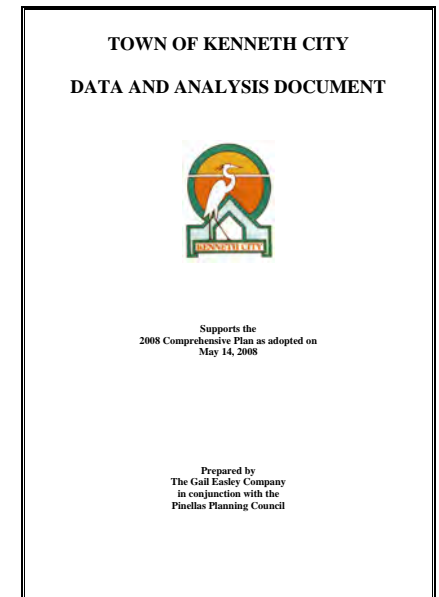 TOWN OF KENNETH CITY
DATA AND ANALYSIS DOCUMENT
KENNETH CITY
Supports the
2008 Comprehensive Plan as adopted on
May 14, 2008
Prepared by
The Gail Easley Company
in conjunction with the
Pinellas Planning Council